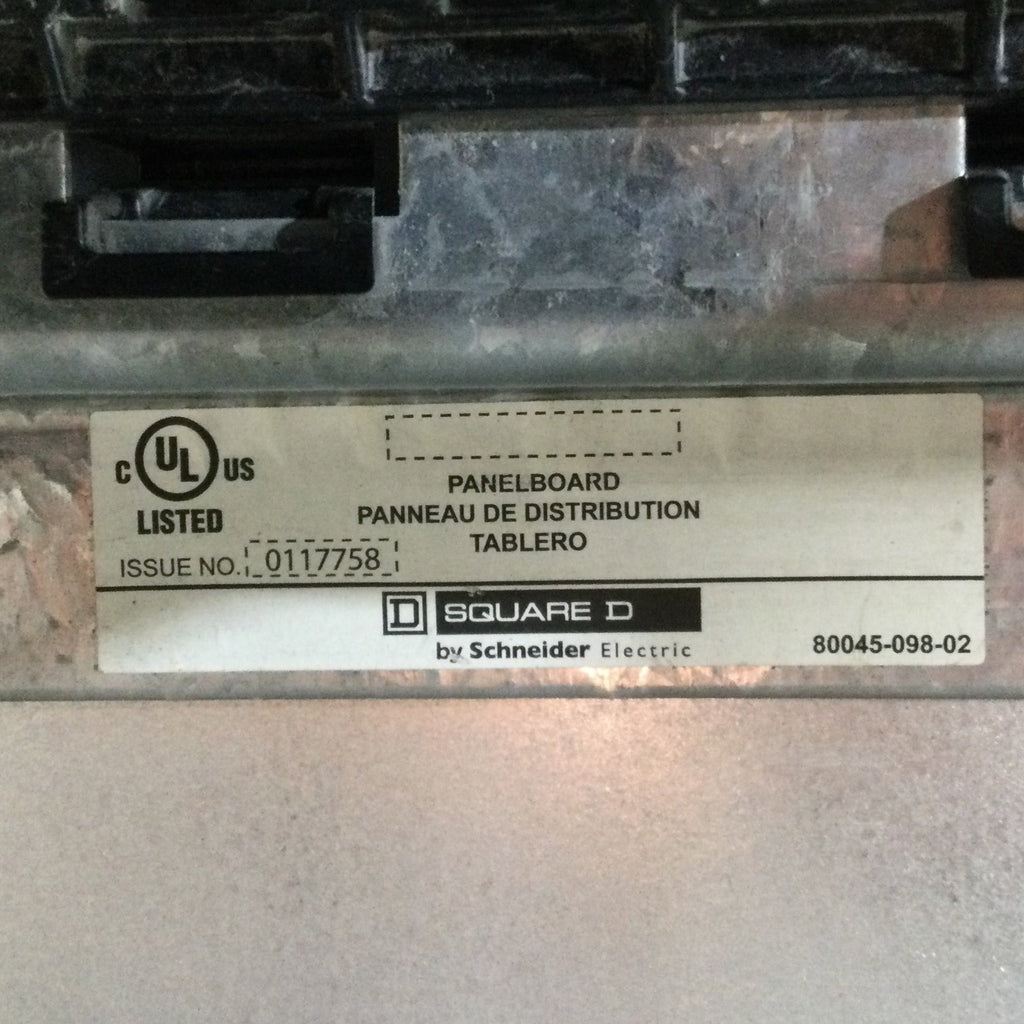 C UL US
LISTED
PANELBOARD
PANNEAU DE DISTRIBUTION
TABLERO
ISSUE NO. 0117758
D SQUARE D
by Schneider Electric
80045-098-02